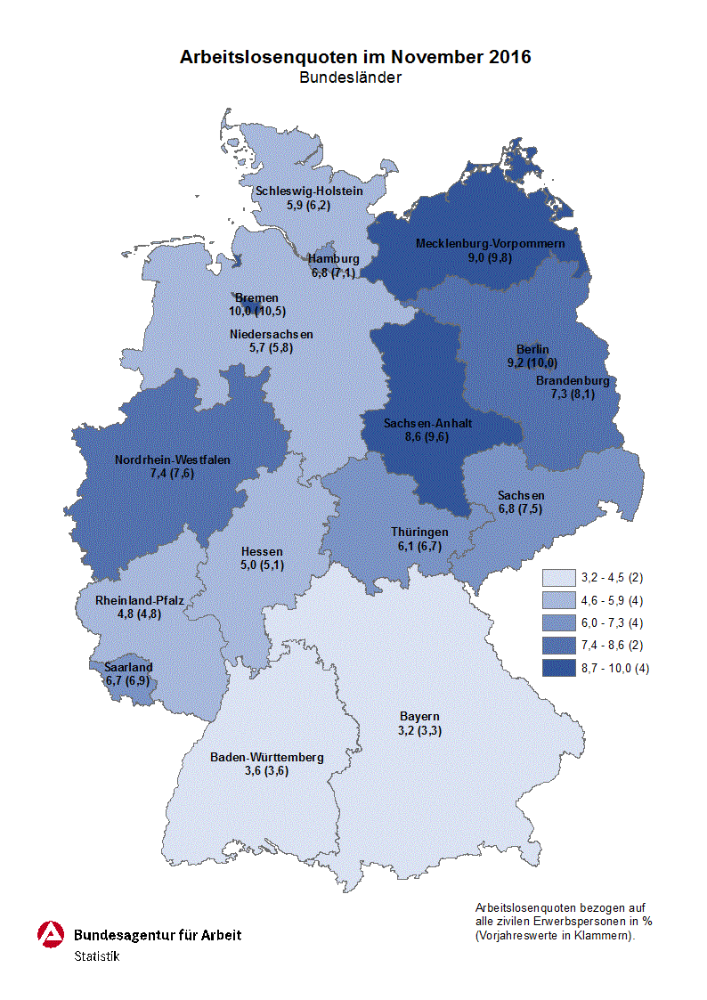 Arbeitslosenquoten im November 2016
Bundesländer
Schleswig-Holstein
5,9 (6,2)
Mecklenburg-Vorpommern
9,0 (9,8)
Hamburg
6,8 (7,1)
Bremen
10,0 (10,5)
Niedersachsen
5,7 (5,8)
Berlin
9,2 (10,0)
Brandenburg
7,3 (8,1)
Sachsen-Anhalt
8,6 (9,6)
Nordrhein-Westfalen
7,4 (7,6)
Sachsen
6,8 (7,5)
Thüringen
6,1 (6,7)
Hessen
5,0 (5,1)
Rheinland-Pfalz
4,8 (4,8)
Saarland
6,7 (6,9)
3,2 - 4,5 (2)
4,6 - 5,9 (4)
6,0 - 7,3 (4)
7,4 - 8,6 (2)
8,7 - 10,0 (4)
Bayern
3,2 (3,3)
Baden-Württemberg
3,6 (3,6)
Arbeitslosenquoten bezogen auf
alle zivilen Erwerbspersonen in %
(Vorjahreswerte in Klammern).
Bundesagentur für Arbeit
Statistik